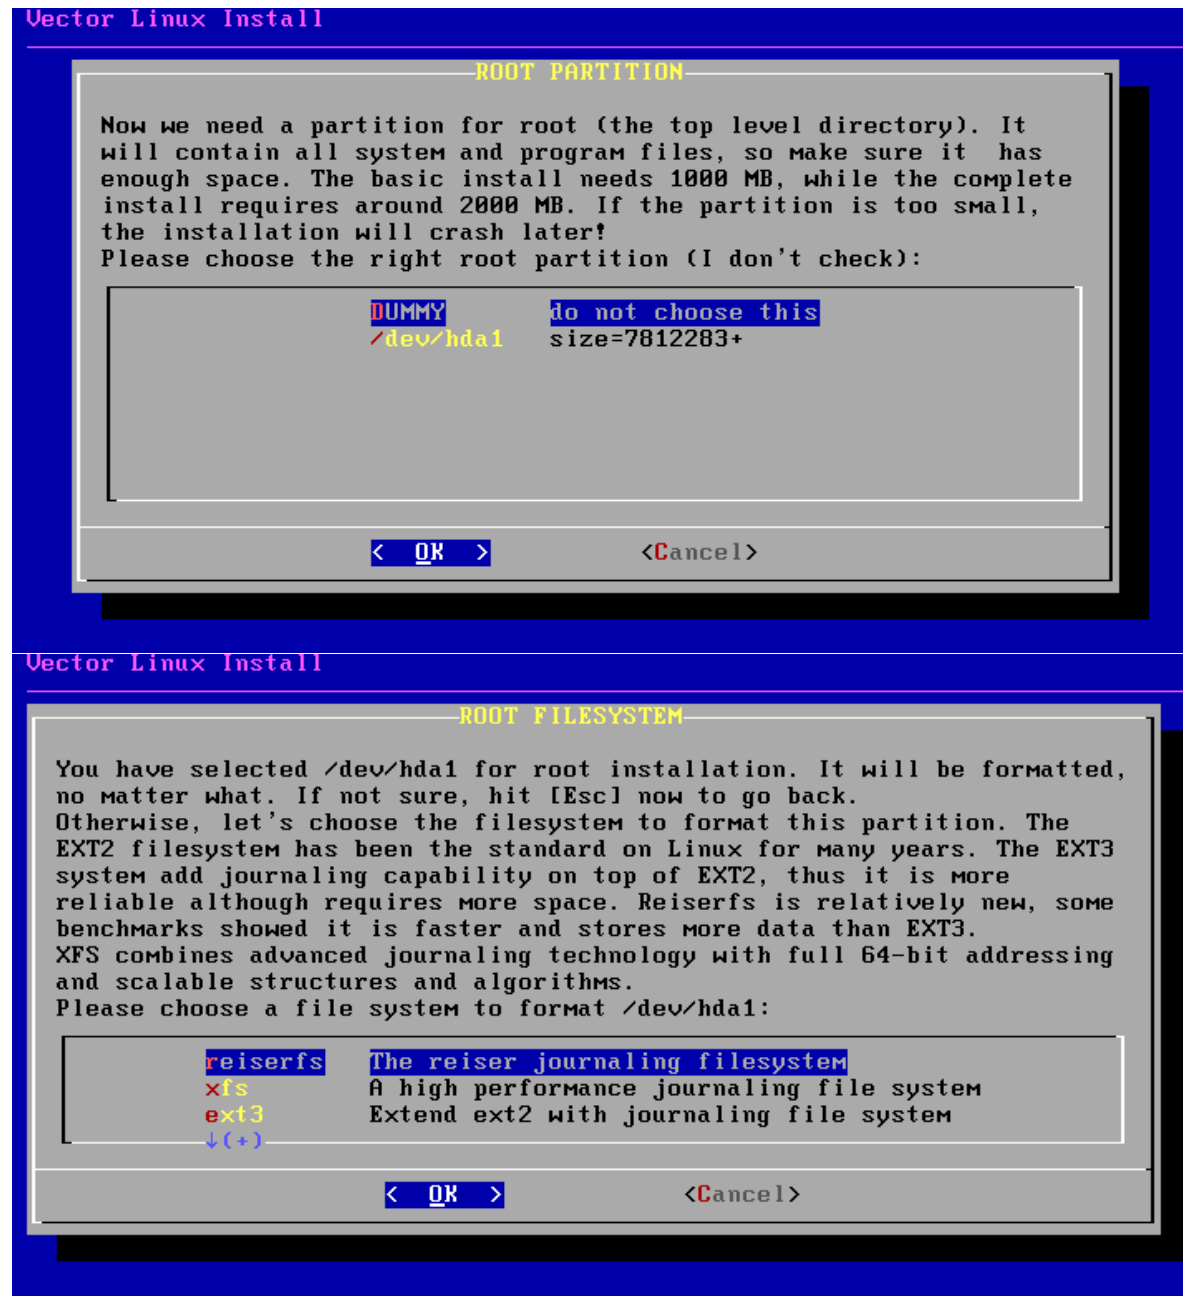 Vector Linux Install
ROOT PARTITION
Now we need a partition for root (the top level directory). It
will contain all system and program files, so make sure it  has
enough space. The basic install needs 1000 MB, while the complete
install requires around 2000 MB. If the partition is too small,
the installation will crash later!
Please choose the right root partition (I don't check):
DUMMY do not choose this
/dev/hda1 size=7812283+
< OK > <Cancel>
Vector Linux Install
ROOT FILESYSTEM
You have selected /dev/hda1 for root installation. It will be formatted,
no matter what. If not sure, hit [Esc] now to go back.
Otherwise, let's choose the filesystem to format this partition. The
EXT2 filesystem has been the standard on Linux for many years. The EXT3
system add journaling capability on top of EXT2, thus it is more
reliable although requires more space. Reiserfs is relatively new, some
benchmarks showed it is faster and stores more data than EXT3.
XFS combines advanced journaling technology with full 64-bit addressing
and scalable structures and algorithms.
Please choose a file system to format /dev/hda1:
reiserfs The reiser journaling filesystem
xfs A high performance journaling file system
ext3 Extend ext2 with journaling file system
↓(+)
< OK > <Cancel>